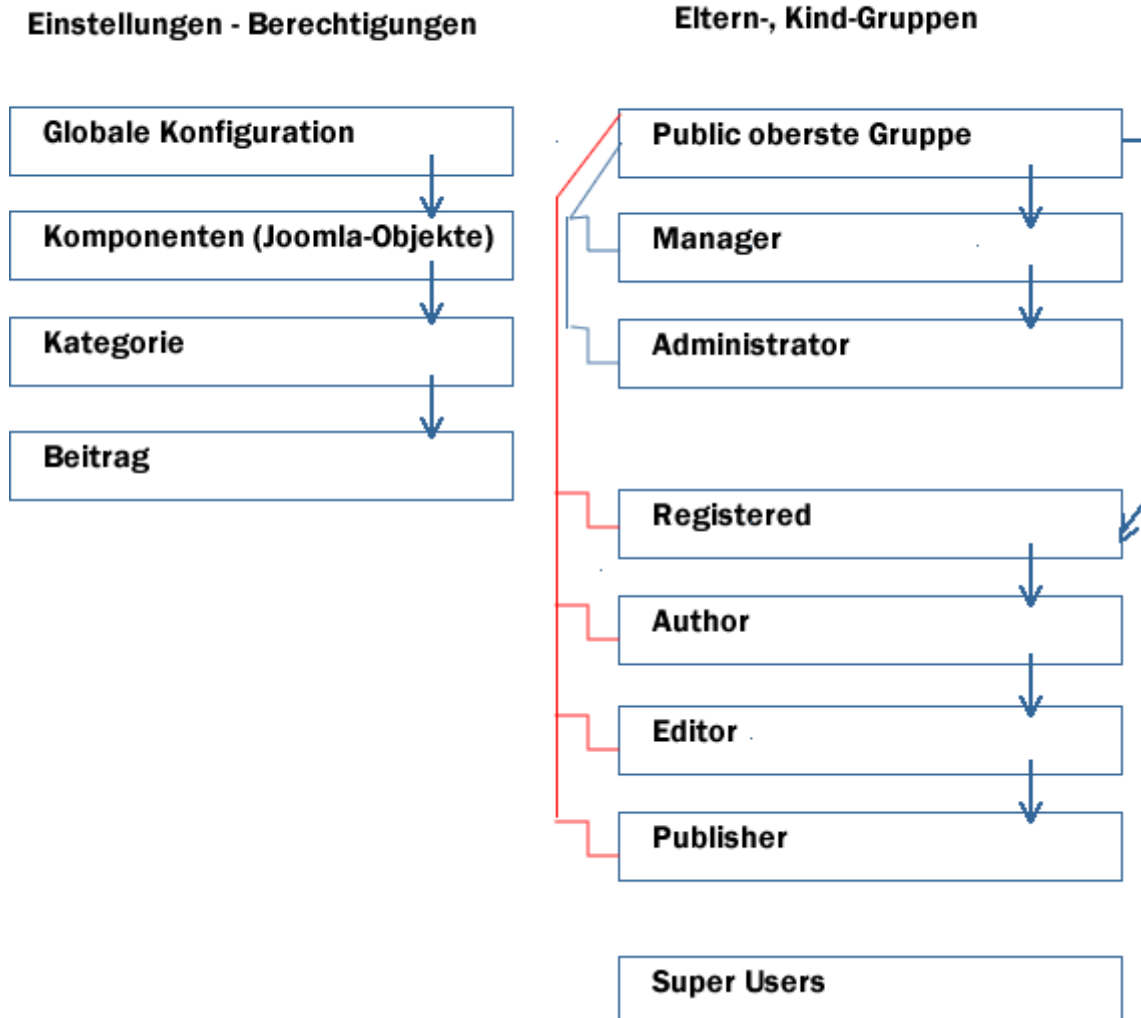 Einstellungen - Berechtigungen
Globale Konfiguration
Komponenten (Joomla-Objekte)
Kategorie
Beitrag
Eltern-, Kind-Gruppen
Public oberste Gruppe
Manager
Administrator
Registered
Author
Editor
Publisher
Super Users